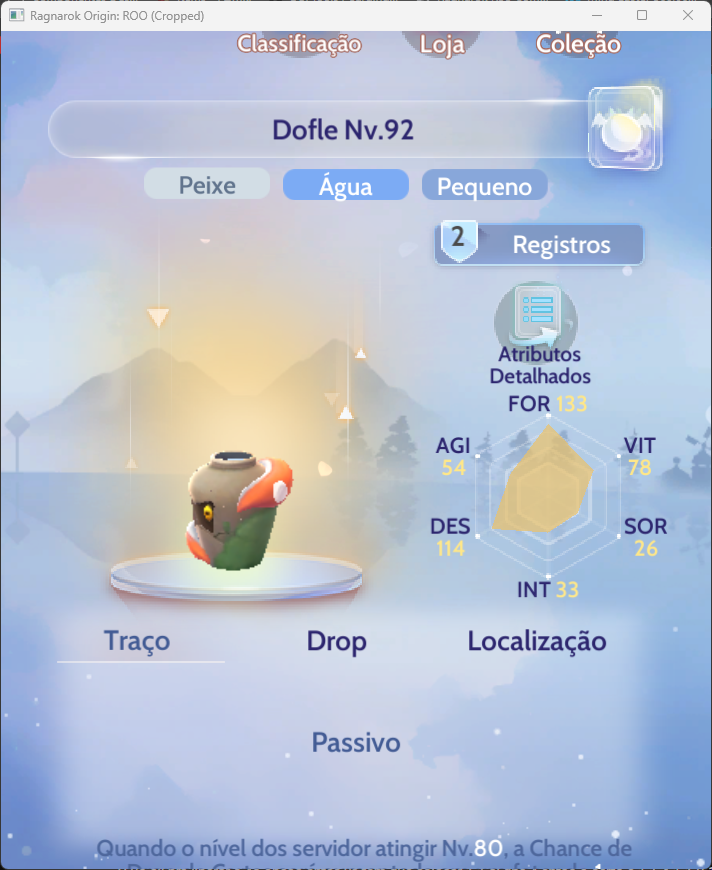 Ragnarok Origin: ROO (Cropped)
Classificação
Loja
Coleção
Dofle Nv.92
Peixe
Água
Pequeno
2
Registros
Atributos
Detalhados
FOR 133
AGI
54
VIT
78
DES
114
SOR
26
INT 33
Traço
Drop
Localização
Passivo
Quando o nível dos servidor atingir Nv.80, a Chance de